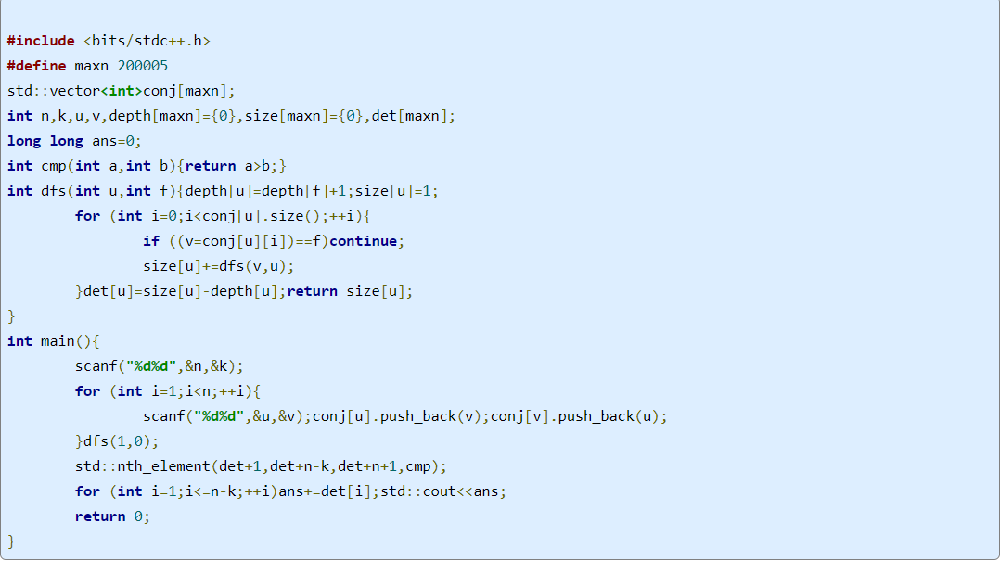 #include <bits/stdc++.h>
#define maxn 200005
std::vector<int>conj[maxn];
int n,k,u,v,depth[maxn]={0},size[maxn]={0},det[maxn];
long long ans=0;
int cmp(int a,int b){return a>b;}
int dfs(int u,int f){depth[u]=depth[f]+1;size[u]=1;
        for (int i=0;i<conj[u].size();++i){
                if ((v=conj[u][i])==f)continue;
                size[u]+=dfs(v,u);
        }det[u]=size[u]-depth[u];return size[u];
}
int main(){
        scanf("%d%d",&n,&k);
        for (int i=1;i<n;++i){
                scanf("%d%d",&u,&v);conj[u].push_back(v);conj[v].push_back(u);
        }dfs(1,0);
        std::nth_element(det+1,det+n-k,det+n+1,cmp);
        for (int i=1;i<=n-k;++i)ans+=det[i];std::cout<<ans;
        return 0;
}